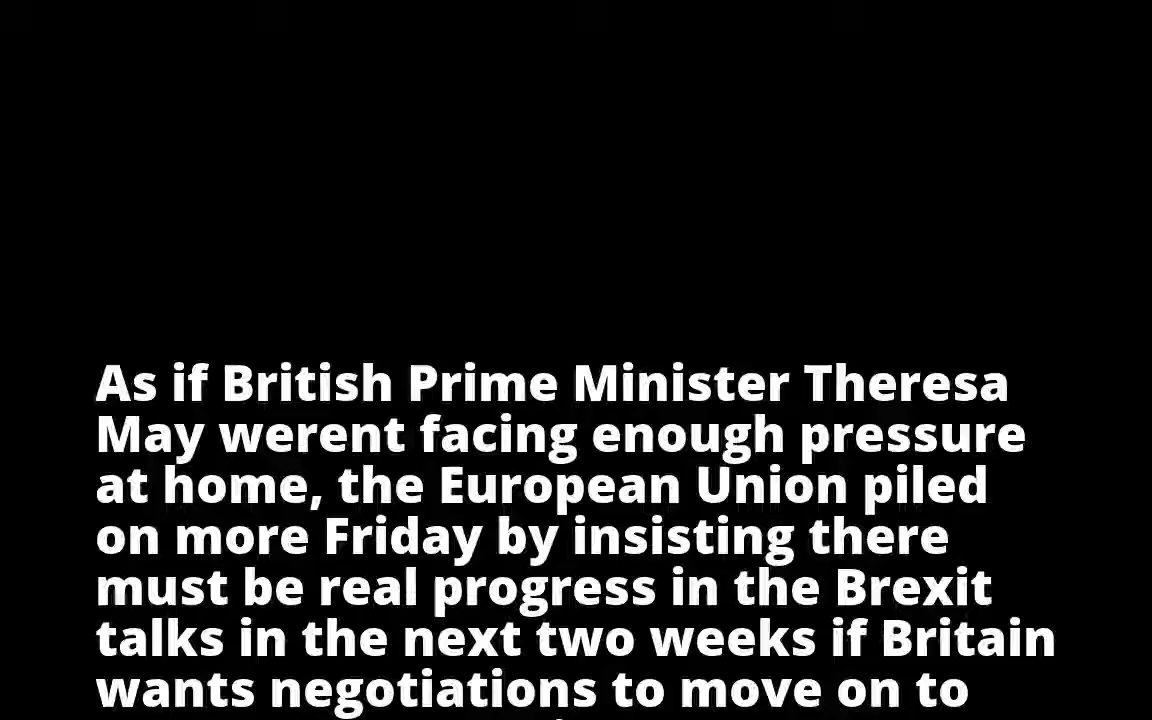 As if British Prime Minister Theresa
May werent facing enough pressure
at home, the European Union piled
on more Friday by insisting there
must be real progress in the Brexit
talks in the next two weeks if Britain
wants negotiations to move on to